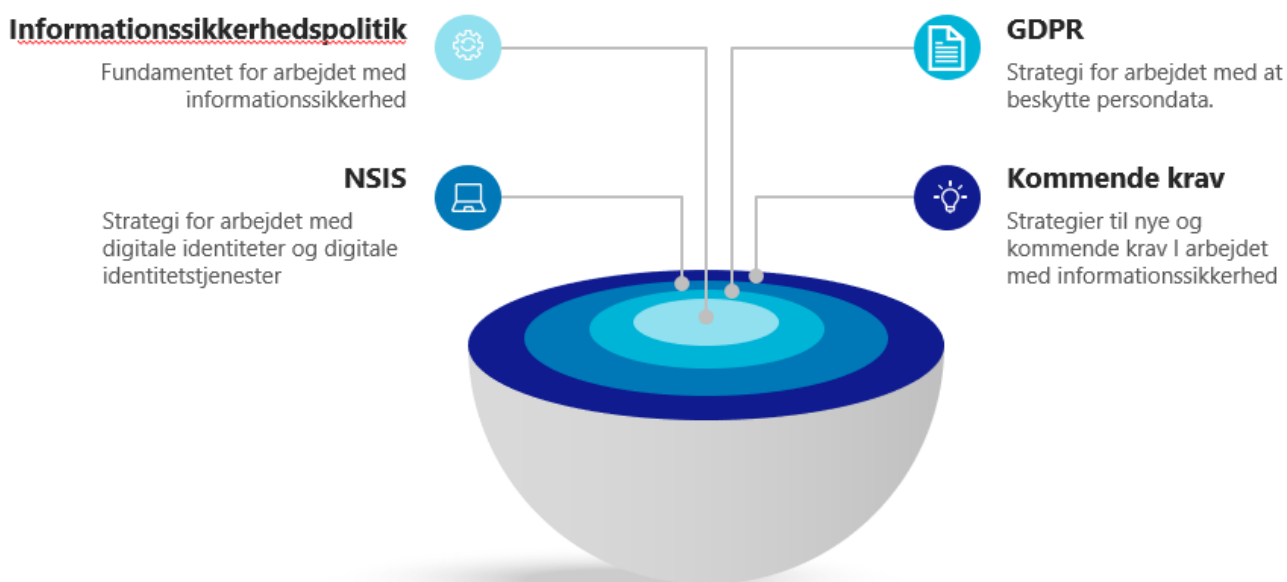 Informationssikkerhedspolitik
Fundamentet for arbejdet med
informationssikkerhed
NSIS
Strategi for arbejdet med
digitale identiteter og digitale
identitetstjenester
GDPR
Strategi for arbejdet med at
beskytte persondata.
Kommende krav
Strategier til nye og
kommende krav I arbejdet
med informationssikkerhed